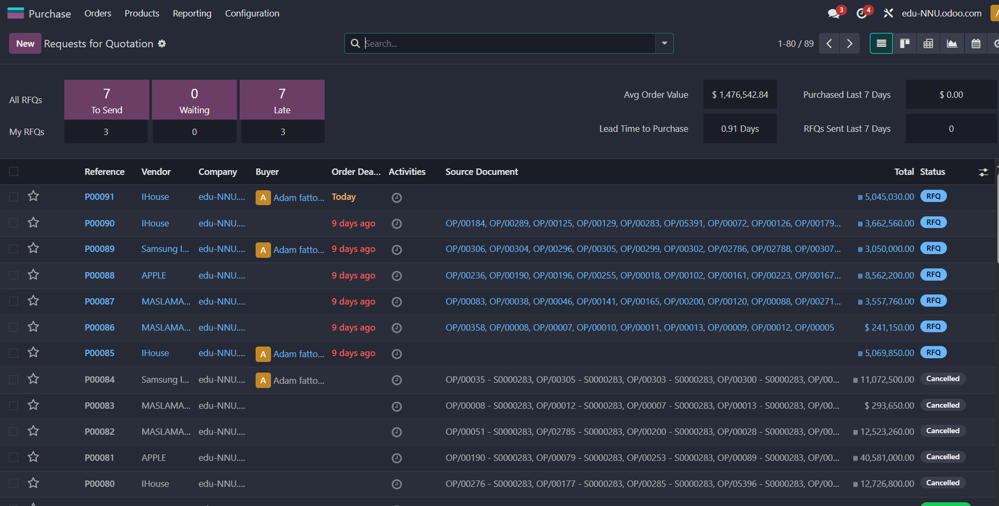 Purchase Orders Products Reporting Configuration 3 4 edu-NNU.odoo.com
New Requests for Quotation Search... 1-80 / 89
All RFQs 7 To Send 0 Waiting 7 Late
My RFQs 3 0 3
Avg Order Value $ 1,476,542.84 Purchased Last 7 Days $ 0.00
Lead Time to Purchase 0.91 Days RFQs Sent Last 7 Days 0
Reference Vendor Company Buyer Order Dea... Activities Source Document Total Status
P00091 IHouse edu-NNU.... A Adam fatto... Today ₪ 5,045,030.00 RFQ
P00090 IHouse edu-NNU.... 9 days ago OP/00184, OP/00289, OP/00125, OP/00129, OP/00283, OP/05391, OP/00072, OP/00126, OP/00179... ₪ 3,662,560.00 RFQ
P00089 Samsung I... edu-NNU.... A Adam fatto... 9 days ago OP/00306, OP/00304, OP/00296, OP/00305, OP/00299, OP/00302, OP/02786, OP/02788, OP/00307... ₪ 3,050,000.00 RFQ
P00088 APPLE edu-NNU.... 9 days ago OP/00236, OP/00190, OP/00196, OP/00255, OP/00018, OP/00102, OP/00161, OP/00223, OP/00167... ₪ 8,562,200.00 RFQ
P00087 MASLAMA... edu-NNU.... 9 days ago OP/00083, OP/00038, OP/00046, OP/00141, OP/00165, OP/00200, OP/00120, OP/00088, OP/00271... ₪ 3,557,760.00 RFQ
P00086 MASLAMA... edu-NNU.... 9 days ago OP/00358, OP/00008, OP/00007, OP/00010, OP/00011, OP/00013, OP/00009, OP/00012, OP/00005 $ 241,150.00 RFQ
P00085 IHouse edu-NNU.... A Adam fatto... 9 days ago ₪ 5,069,850.00 RFQ
P00084 Samsung I... edu-NNU.... A Adam fatto... OP/00035 - S0000283, OP/00305 - S0000283, OP/00303 - S0000283, OP/00300 - S0000283, OP/00... ₪ 11,072,500.00 Cancelled
P00083 MASLAMA... edu-NNU.... OP/00008 - S0000283, OP/00012 - S0000283, OP/00007 - S0000283, OP/00013 - S0000283, OP/00... $ 293,650.00 Cancelled
P00082 MASLAMA... edu-NNU.... OP/00051 - S0000283, OP/02785 - S0000283, OP/00200 - S0000283, OP/00028 - S0000283, OP/00... ₪ 12,523,260.00 Cancelled
P00081 APPLE edu-NNU.... OP/00190 - S0000283, OP/00079 - S0000283, OP/00253 - S0000283, OP/00089 - S0000283, OP/00... ₪ 40,581,000.00 Cancelled
P00080 IHouse edu-NNU.... OP/00276 - S0000283, OP/00177 - S0000283, OP/00285 - S0000283, OP/05396 - S0000283, OP/00... ₪ 12,726,800.00 Cancelled